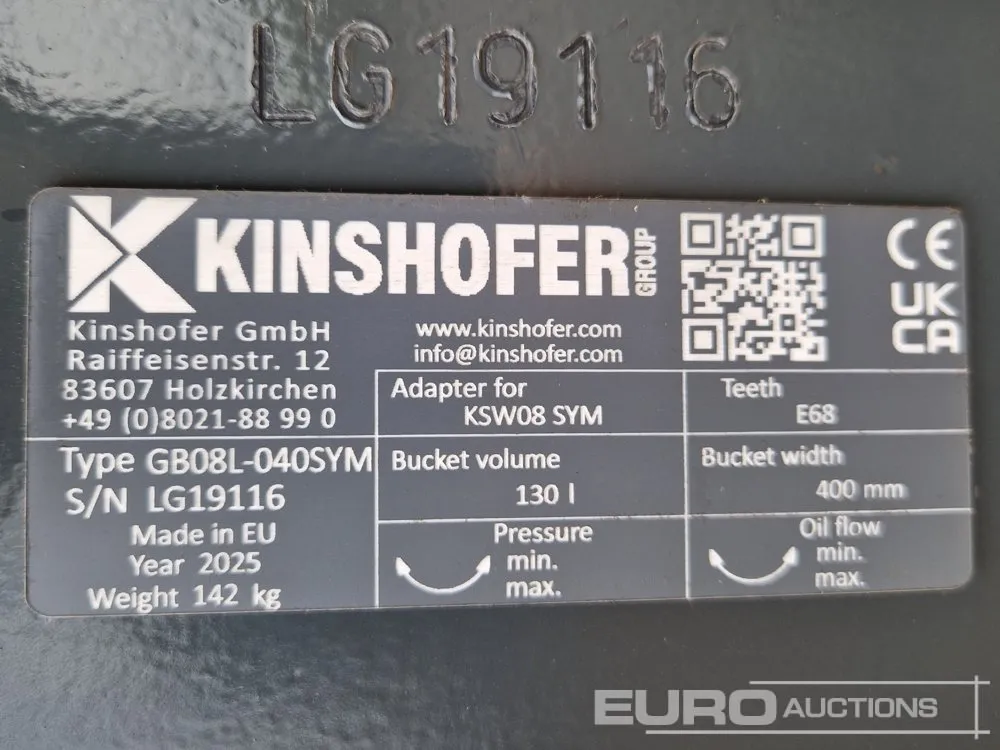 LG19116
KINSHOFER GROUP
CE
UK
CA
Kinshofer GmbH
Raiffeisenstr. 12
83607 Holzkirchen
+49 (0)8021-88 99 0
www.kinshofer.com
info@kinshofer.com
Adapter for
KSW08 SYM
Teeth
E68
Type GB08L-040SYM
S/N LG19116
Made in EU
Year 2025
Weight 142 kg
Bucket volume
130 l
Bucket width
400 mm
Pressure
min.
max.
Oil flow
min.
max.
EURO AUCTIONS